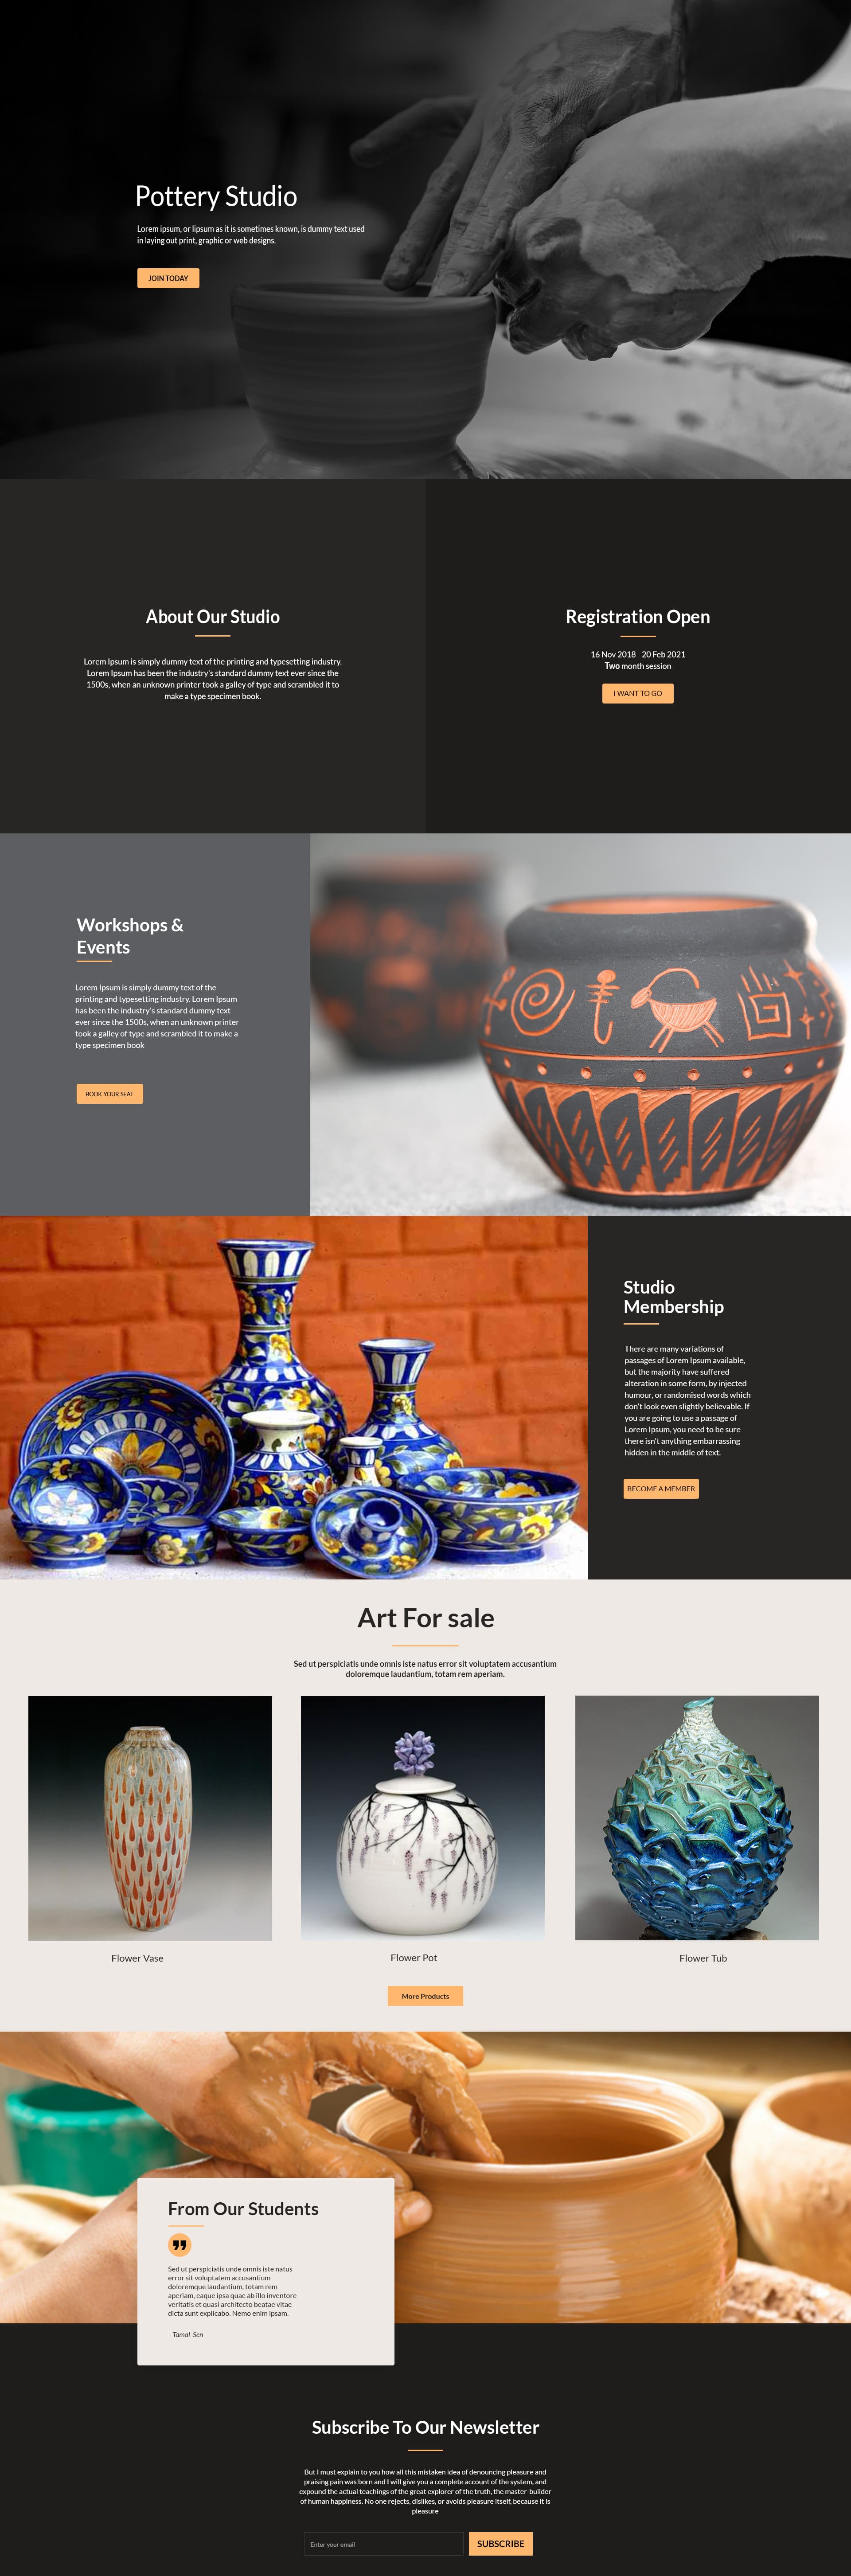 Pottery Studio
Lorem ipsum, or lipsum as it is sometimes known, is dummy text used
in laying out print, graphic or web designs.
JOIN TODAY
About Our Studio
Lorem Ipsum is simply dummy text of the printing and typesetting industry.
Lorem Ipsum has been the industry's standard dummy text ever since the
1500s, when an unknown printer took a galley of type and scrambled it to
make a type specimen book.
Registration Open
16 Nov 2018 - 20 Feb 2021
Two month session
I WANT TO GO
Workshops &
Events
Lorem Ipsum is simply dummy text of the
printing and typesetting industry. Lorem Ipsum
has been the industry's standard dummy text
ever since the 1500s, when an unknown printer
took a galley of type and scrambled it to make a
type specimen book
BOOK YOUR SEAT
Studio
Membership
There are many variations of
passages of Lorem Ipsum available,
but the majority have suffered
alteration in some form, by injected
humour, or randomised words which
don't look even slightly believable. If
you are going to use a passage of
Lorem Ipsum, you need to be sure
there isn't anything embarrassing
hidden in the middle of text.
BECOME A MEMBER
Art For sale
Sed ut perspiciatis unde omnis iste natus error sit voluptatem accusantium
doloremque laudantium, totam rem aperiam.
Flower Vase
Flower Pot
Flower Tub
More Products
From Our Students
Sed ut perspiciatis unde omnis iste natus
error sit voluptatem accusantium
doloremque laudantium, totam rem
aperiam, eaque ipsa quae ab illo inventore
veritatis et quasi architecto beatae vitae
dicta sunt explicabo. Nemo enim ipsam.
- Tamal Sen
Subscribe To Our Newsletter
But I must explain to you how all this mistaken idea of denouncing pleasure and
praising pain was born and I will give you a complete account of the system, and
expound the actual teachings of the great explorer of the truth, the master-builder
of human happiness. No one rejects, dislikes, or avoids pleasure itself, because it is
pleasure
Enter your email
SUBSCRIBE